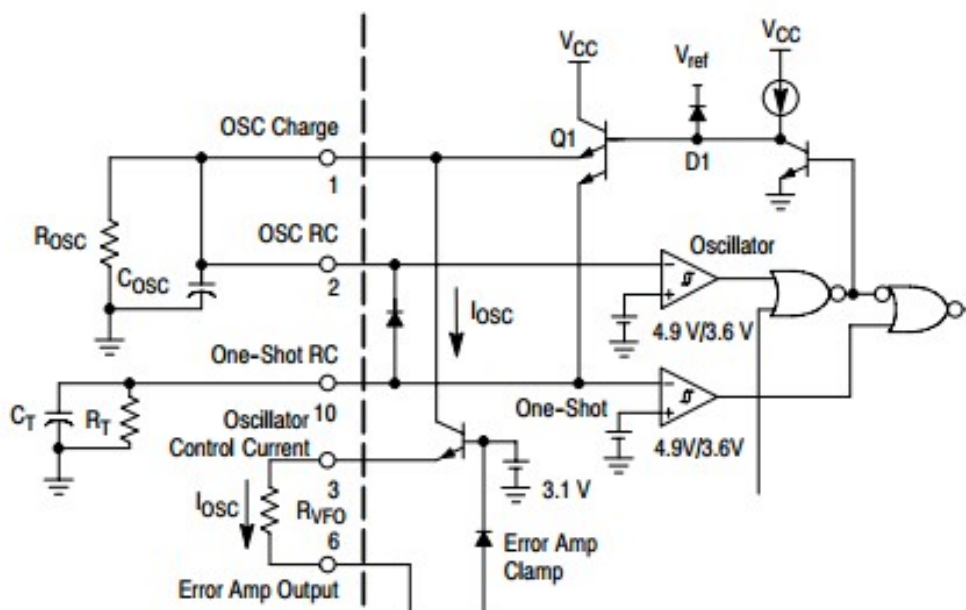 VCC
Vref
VCC
OSC Charge
1
Q1
D1
ROSC
OSC RC
2
COSC
Oscillator
IOSC
4.9 V/3.6 V
One-Shot RC
10
CT
RT
Oscillator
Control Current
3
One-Shot
4.9V/3.6V
3.1 V
IOSC
RVFO
6
Error Amp Output
Error Amp
Clamp